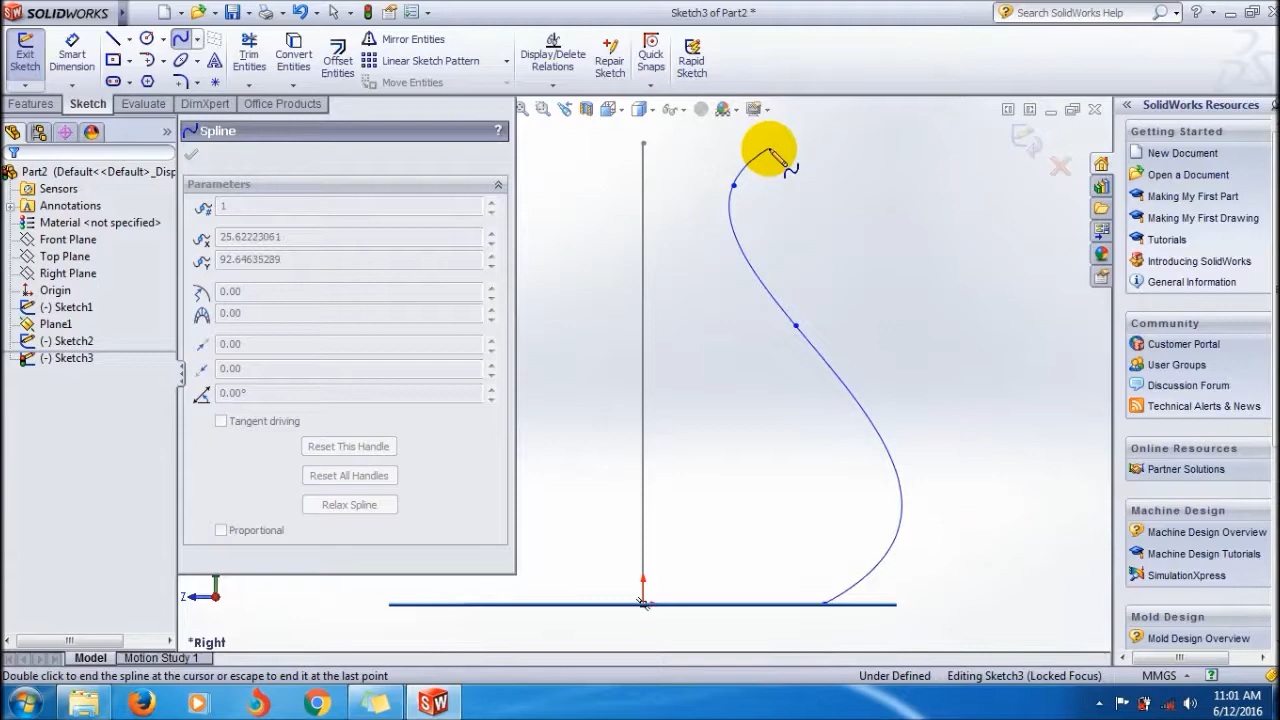 SOLIDWORKS
Sketch3 of Part2 *
Search SolidWorks Help
Exit Sketch
Smart Dimension
Trim Entities
Convert Entities
Offset Entities
Mirror Entities
Linear Sketch Pattern
Move Entities
Display/Delete Relations
Repair Sketch
Quick Snaps
Rapid Sketch
Features
Sketch
Evaluate
DimXpert
Office Products
Spline
?
Parameters
1
25.62223061
92.64635289
0.00
0.00
0.00
0.00
0.00°
Tangent driving
Reset This Handle
Reset All Handles
Relax Spline
Proportional
Part2 (Default<<Default>_Disp
Sensors
Annotations
Material <not specified>
Front Plane
Top Plane
Right Plane
Origin
(-) Sketch1
Plane1
(-) Sketch2
(-) Sketch3
Z
*Right
SolidWorks Resources
Getting Started
New Document
Open a Document
Making My First Part
Making My First Drawing
Tutorials
Introducing SolidWorks
General Information
Community
Customer Portal
User Groups
Discussion Forum
Technical Alerts & News
Online Resources
Partner Solutions
Machine Design
Machine Design Overview
Machine Design Tutorials
SimulationXpress
Mold Design
Mold Design Overview
Model
Motion Study 1
Double click to end the spline at the cursor or escape to end it at the last point
Under Defined
Editing Sketch3 (Locked Focus)
MMGS
11:01 AM
6/12/2016